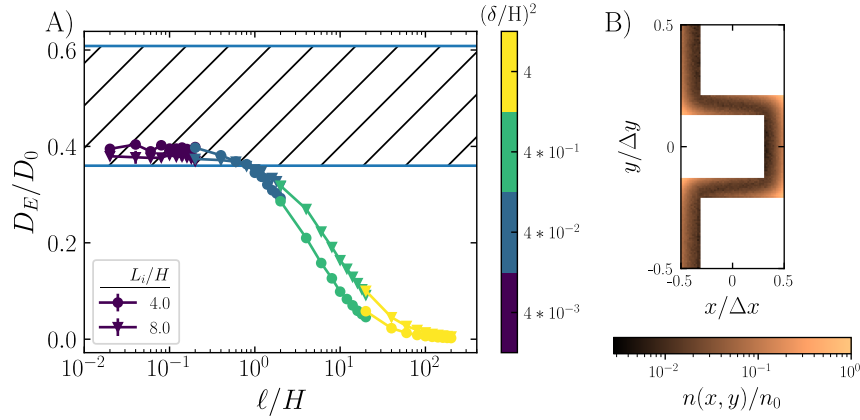 A)
D_E/D_0
0.6
0.4
0.2
0.0
L_i/H
4.0
8.0
10^{-2}
10^{-1}
10^0
10^1
10^2
ℓ/H
(δ/H)^2
4
4 * 10^{-1}
4 * 10^{-2}
4 * 10^{-3}
B)
y/Δy
0.5
0
-0.5
-0.5
0
0.5
x/Δx
10^{-2}
10^{-1}
10^0
n(x, y)/n_0